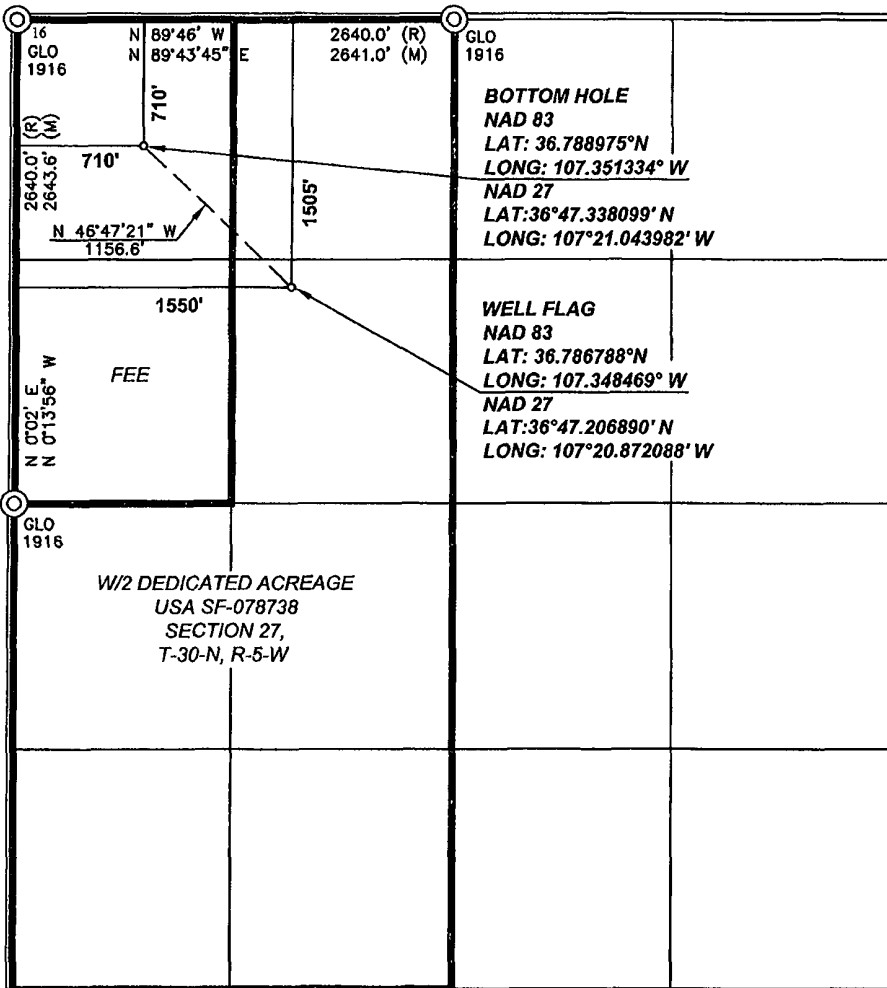 16
GLO
1916
N 89°46' W
N 89°43'45" E
2640.0' (R)
2641.0' (M)
GLO
1916
710'
2640.0' (R)
2643.6' (M)
710'
N 46°47'21" W
1156.6'
1505'
1550'
BOTTOM HOLE
NAD 83
LAT: 36.788975°N
LONG: 107.351334° W
NAD 27
LAT:36°47.338099' N
LONG: 107°21.043982' W
WELL FLAG
NAD 83
LAT: 36.786788°N
LONG: 107.348469° W
NAD 27
LAT:36°47.206890' N
LONG: 107°20.872088' W
FEE
N 0°02' E
N 0°13'56" W
GLO
1916
W/2 DEDICATED ACREAGE
USA SF-078738
SECTION 27,
T-30-N, R-5-W